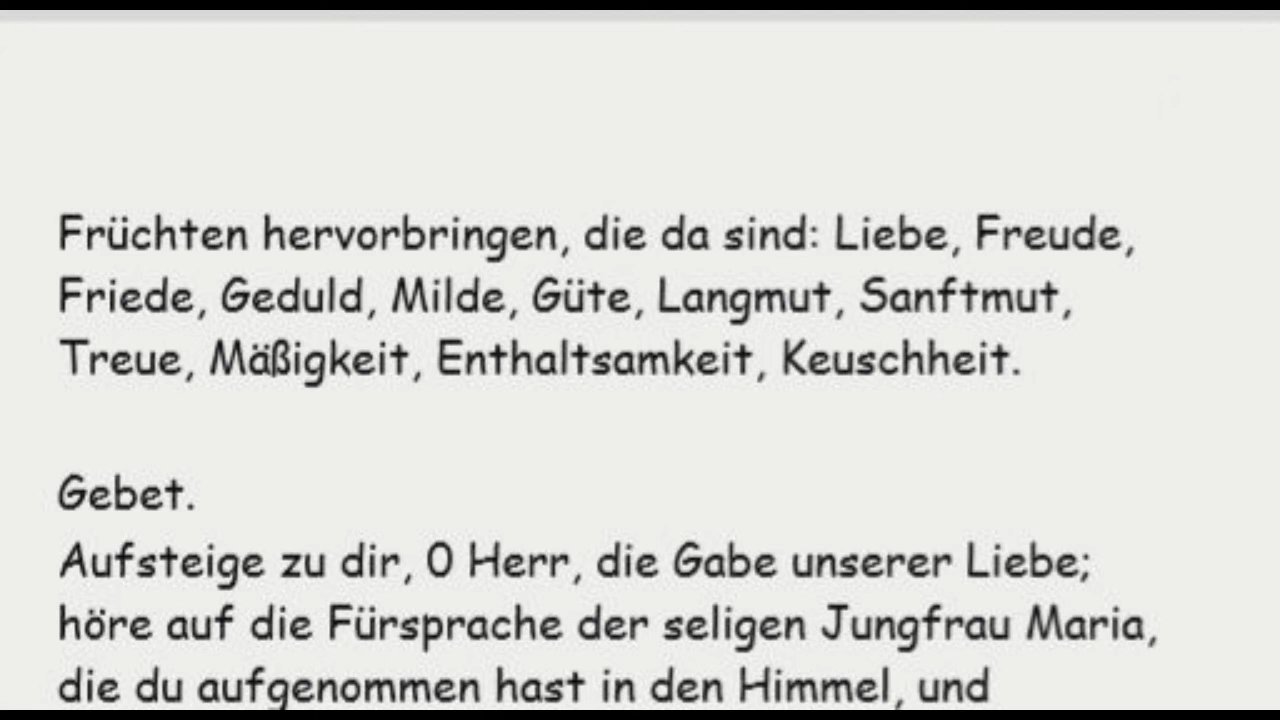 Früchten hervorbringen, die da sind: Liebe, Freude,
Friede, Geduld, Milde, Güte, Langmut, Sanftmut,
Treue, Mäßigkeit, Enthaltsamkeit, Keuschheit.
Gebet.
Aufsteige zu dir, O Herr, die Gabe unserer Liebe;
höre auf die Fürsprache der seligen Jungfrau Maria,
die du aufgenommen hast in den Himmel, und